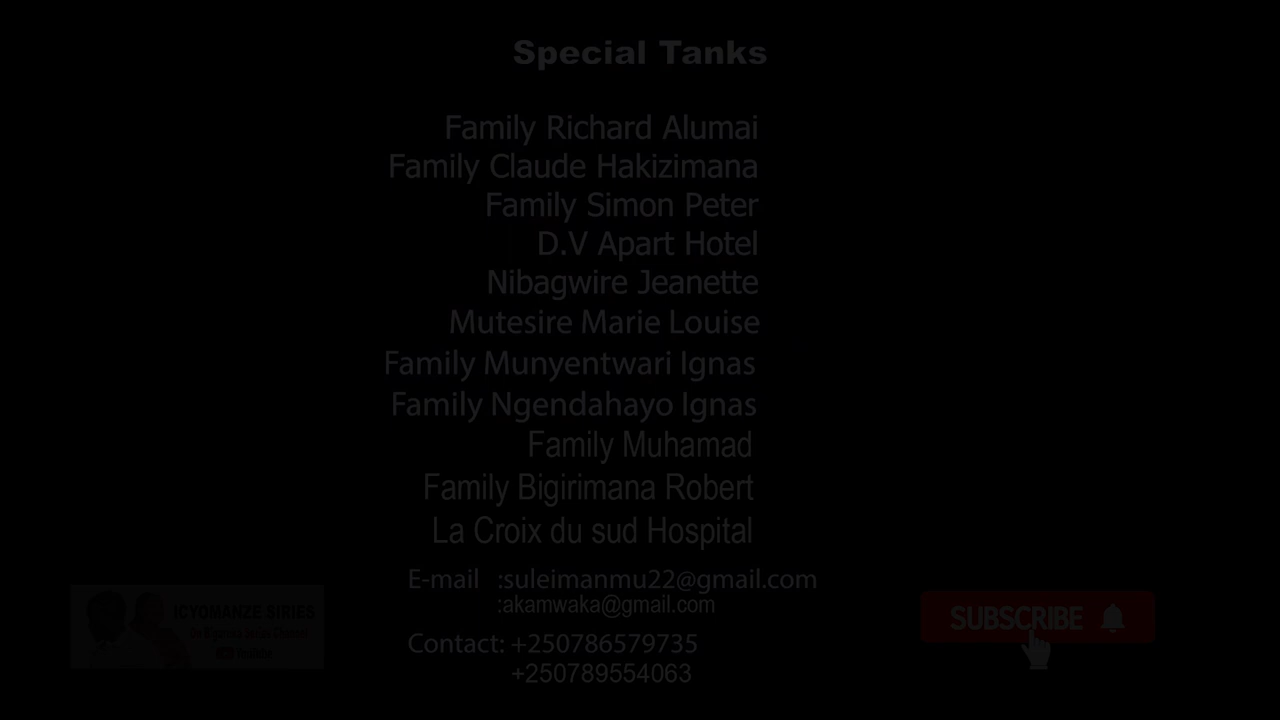 Special Tanks
Family Richard Alumai
Family Claude Hakizimana
Family Simon Peter
D.V Apart Hotel
Nibagwire Jeanette
Mutesire Marie Louise
Family Munyentwari Ignas
Family Ngendahayo Ignas
Family Muhamad
Family Bigirimana Robert
La Croix du sud Hospital
E-mail :suleimanmu22@gmail.com
:akamwaka@gmail.com
Contact: +250786579735
+250789554063
ICYOMANZE SIRIES
YouTube
SUBSCRIBE